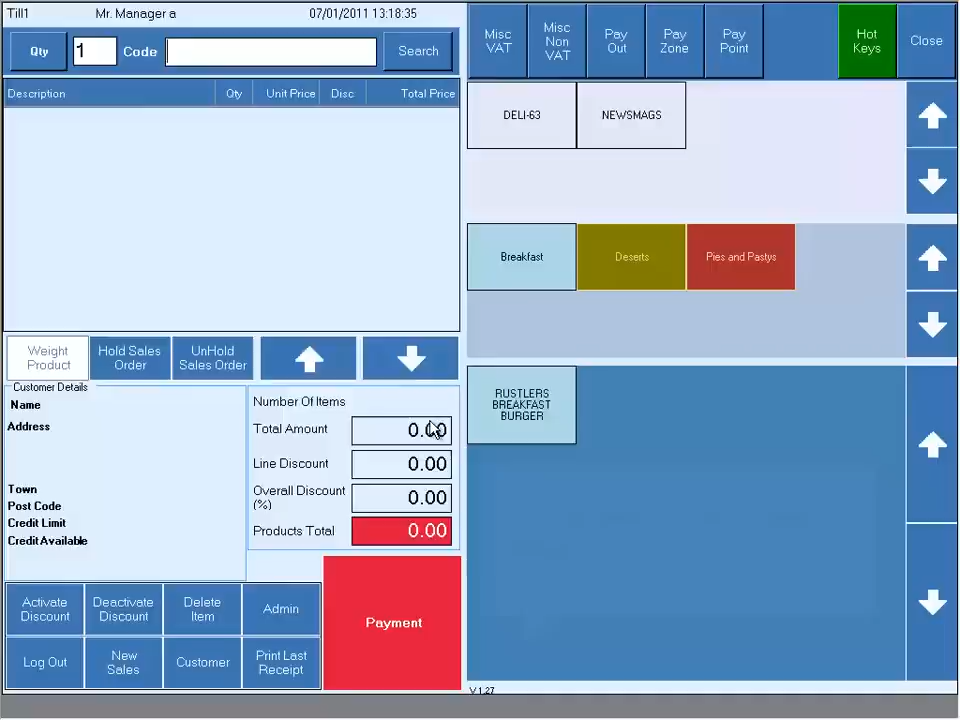 Till1 Mr. Manager a 07/01/2011 13:18:35
Qty 1 Code Search
Description Qty Unit Price Disc Total Price
Weight Product
Hold Sales Order
UnHold Sales Order
Customer Details
Name
Address
Town
Post Code
Credit Limit
Credit Available
Number Of Items
Total Amount 0.00
Line Discount 0.00
Overall Discount (%) 0.00
Products Total 0.00
Activate Discount
Deactivate Discount
Delete Item
Admin
Log Out
New Sales
Customer
Print Last Receipt
Payment
Misc VAT
Misc Non VAT
Pay Out
Pay Zone
Pay Point
Hot Keys
Close
DELI-63
NEWSMAGS
Breakfast
Deserts
Pies and Pastys
RUSTLERS
BREAKFAST
BURGER
V 1.27